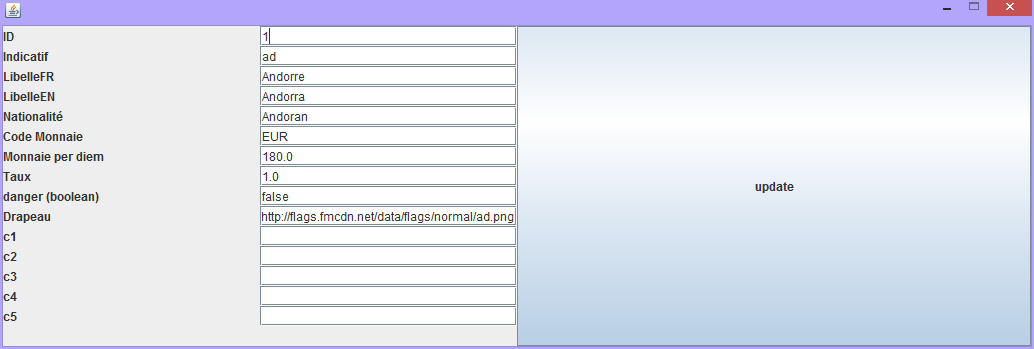 ID 1
Indicatif ad
LibelleFR Andorre
LibelleEN Andorra
Nationalité Andoran
Code Monnaie EUR
Monnaie per diem 180.0
Taux 1.0
danger (boolean) false
Drapeau http://flags.fmcdn.net/data/flags/normal/ad.png
c1
c2
c3
c4
c5
update